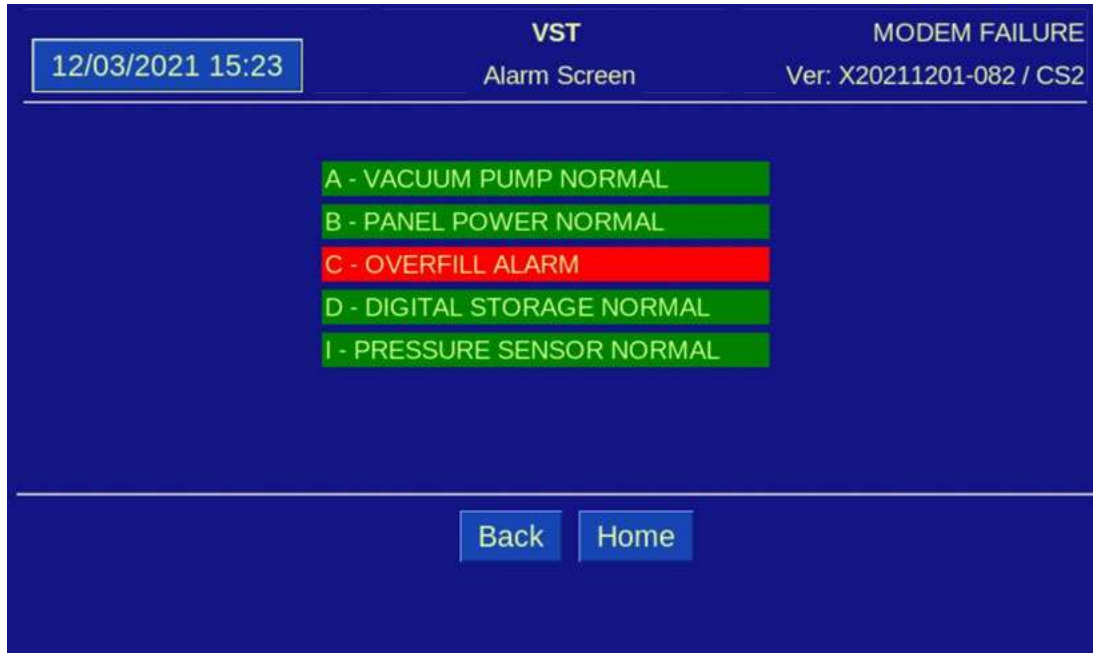 12/03/2021 15:23
VST
Alarm Screen
MODEM FAILURE
Ver: X20211201-082 / CS2
A - VACUUM PUMP NORMAL
B - PANEL POWER NORMAL
C - OVERFILL ALARM
D - DIGITAL STORAGE NORMAL
I - PRESSURE SENSOR NORMAL
Back
Home